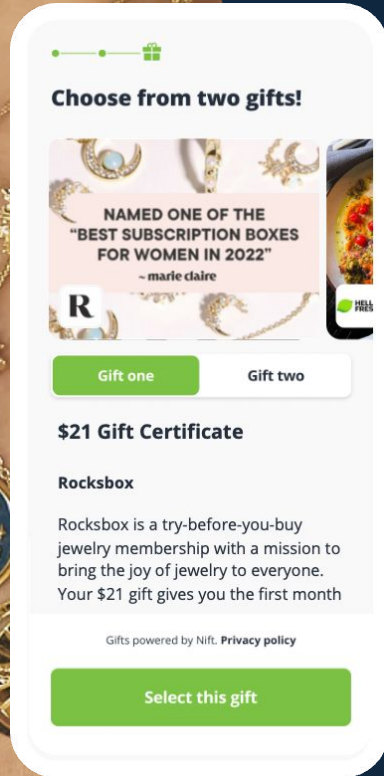 Choose from two gifts!
NAMED ONE OF THE
"BEST SUBSCRIPTION BOXES
FOR WOMEN IN 2022"
~ marie claire
R
HELL
FRES
Gift one
Gift two
$21 Gift Certificate
Rocksbox
Rocksbox is a try-before-you-buy
jewelry membership with a mission to
bring the joy of jewelry to everyone.
Your $21 gift gives you the first month
Gifts powered by Nift. Privacy policy
Select this gift